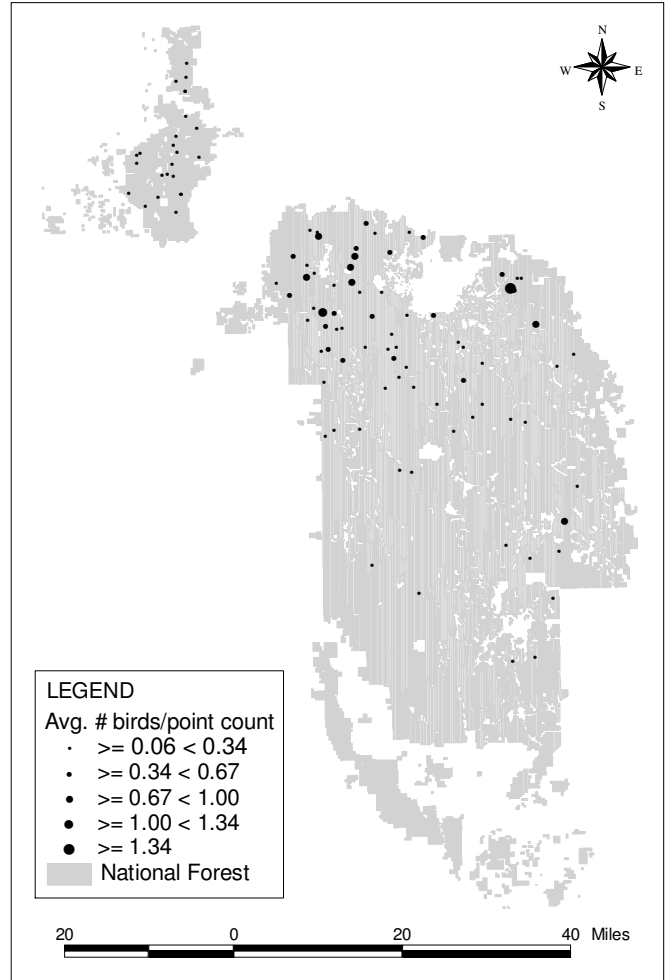 N
W E
S
LEGEND
Avg. # birds/point count
>= 0.06 < 0.34
>= 0.34 < 0.67
>= 0.67 < 1.00
>= 1.00 < 1.34
>= 1.34
National Forest
20 0 20 40 Miles